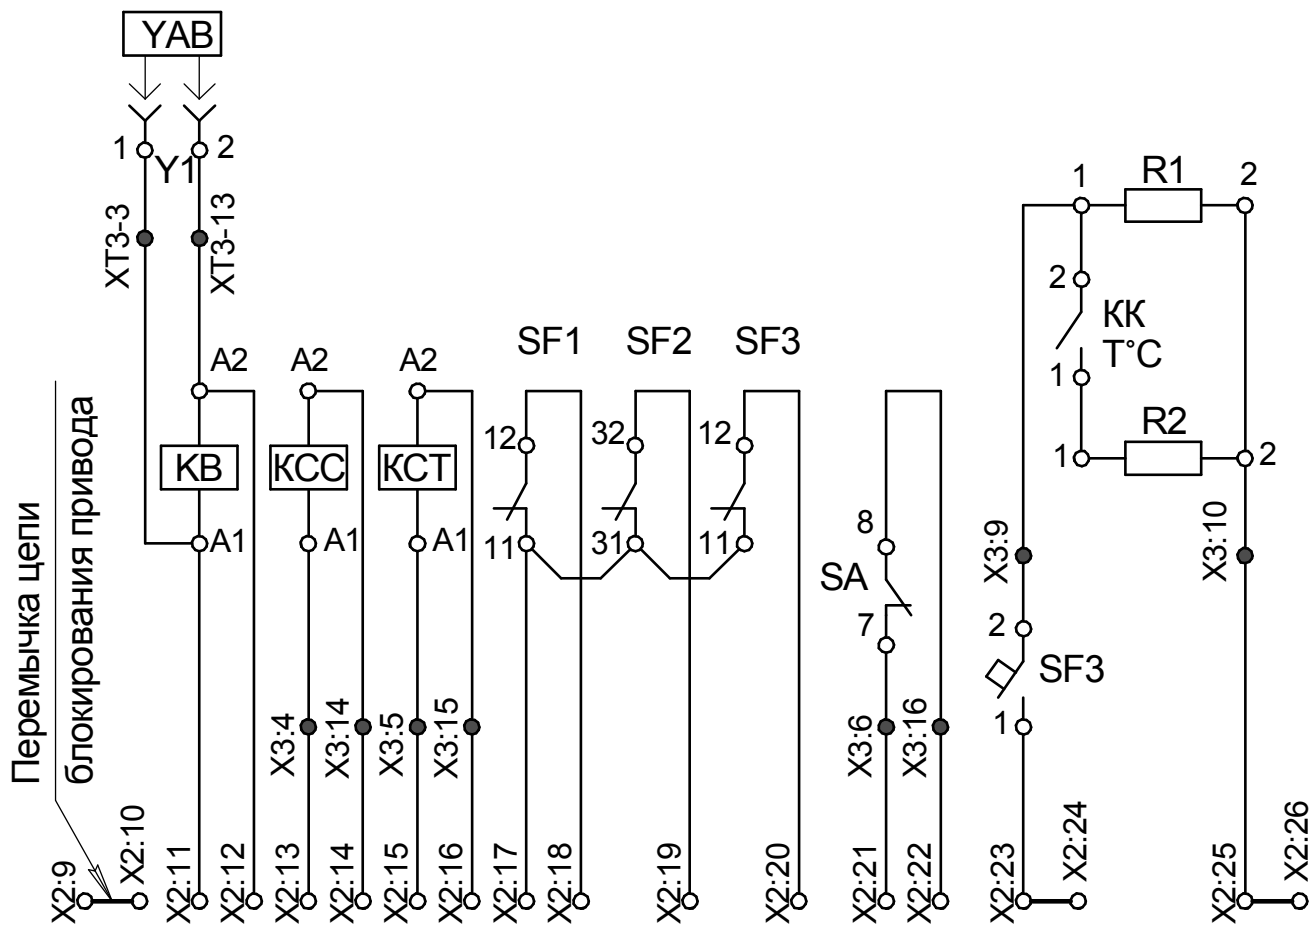 YAB
1
Y1
2
XT3-3
XT3-13
1
R1
2
2
КК
T°C
1
1
R2
2
SF1
SF2
SF3
A2
A2
A2
12
32
12
КВ
КСС
КСТ
A1
A1
A1
11
31
11
8
SA
7
X3:9
X3:10
2
SF3
1
Перемычка цепи
блокирования привода
X3:4
X3:14
X3:5
X3:15
X3:6
X3:16
X2:9
X2:10
X2:11
X2:12
X2:13
X2:14
X2:15
X2:16
X2:17
X2:18
X2:19
X2:20
X2:21
X2:22
X2:23
X2:24
X2:25
X2:26